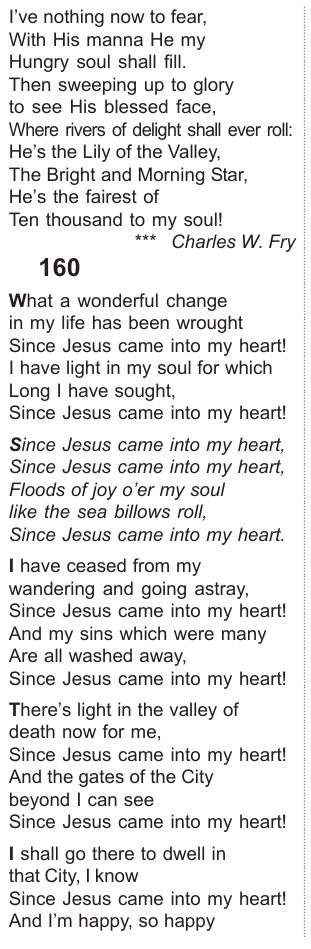 I've nothing now to fear,
With His manna He my
Hungry soul shall fill.
Then sweeping up to glory
to see His blessed face,
Where rivers of delight shall ever roll:
He's the Lily of the Valley,
The Bright and Morning Star,
He's the fairest of
Ten thousand to my soul!
*** Charles W. Fry
160
What a wonderful change
in my life has been wrought
Since Jesus came into my heart!
I have light in my soul for which
Long I have sought,
Since Jesus came into my heart!
Since Jesus came into my heart,
Since Jesus came into my heart,
Floods of joy o'er my soul
like the sea billows roll,
Since Jesus came into my heart.
I have ceased from my
wandering and going astray,
Since Jesus came into my heart!
And my sins which were many
Are all washed away,
Since Jesus came into my heart!
There's light in the valley of
death now for me,
Since Jesus came into my heart!
And the gates of the City
beyond I can see
Since Jesus came into my heart!
I shall go there to dwell in
that City, I know
Since Jesus came into my heart!
And I'm happy, so happy